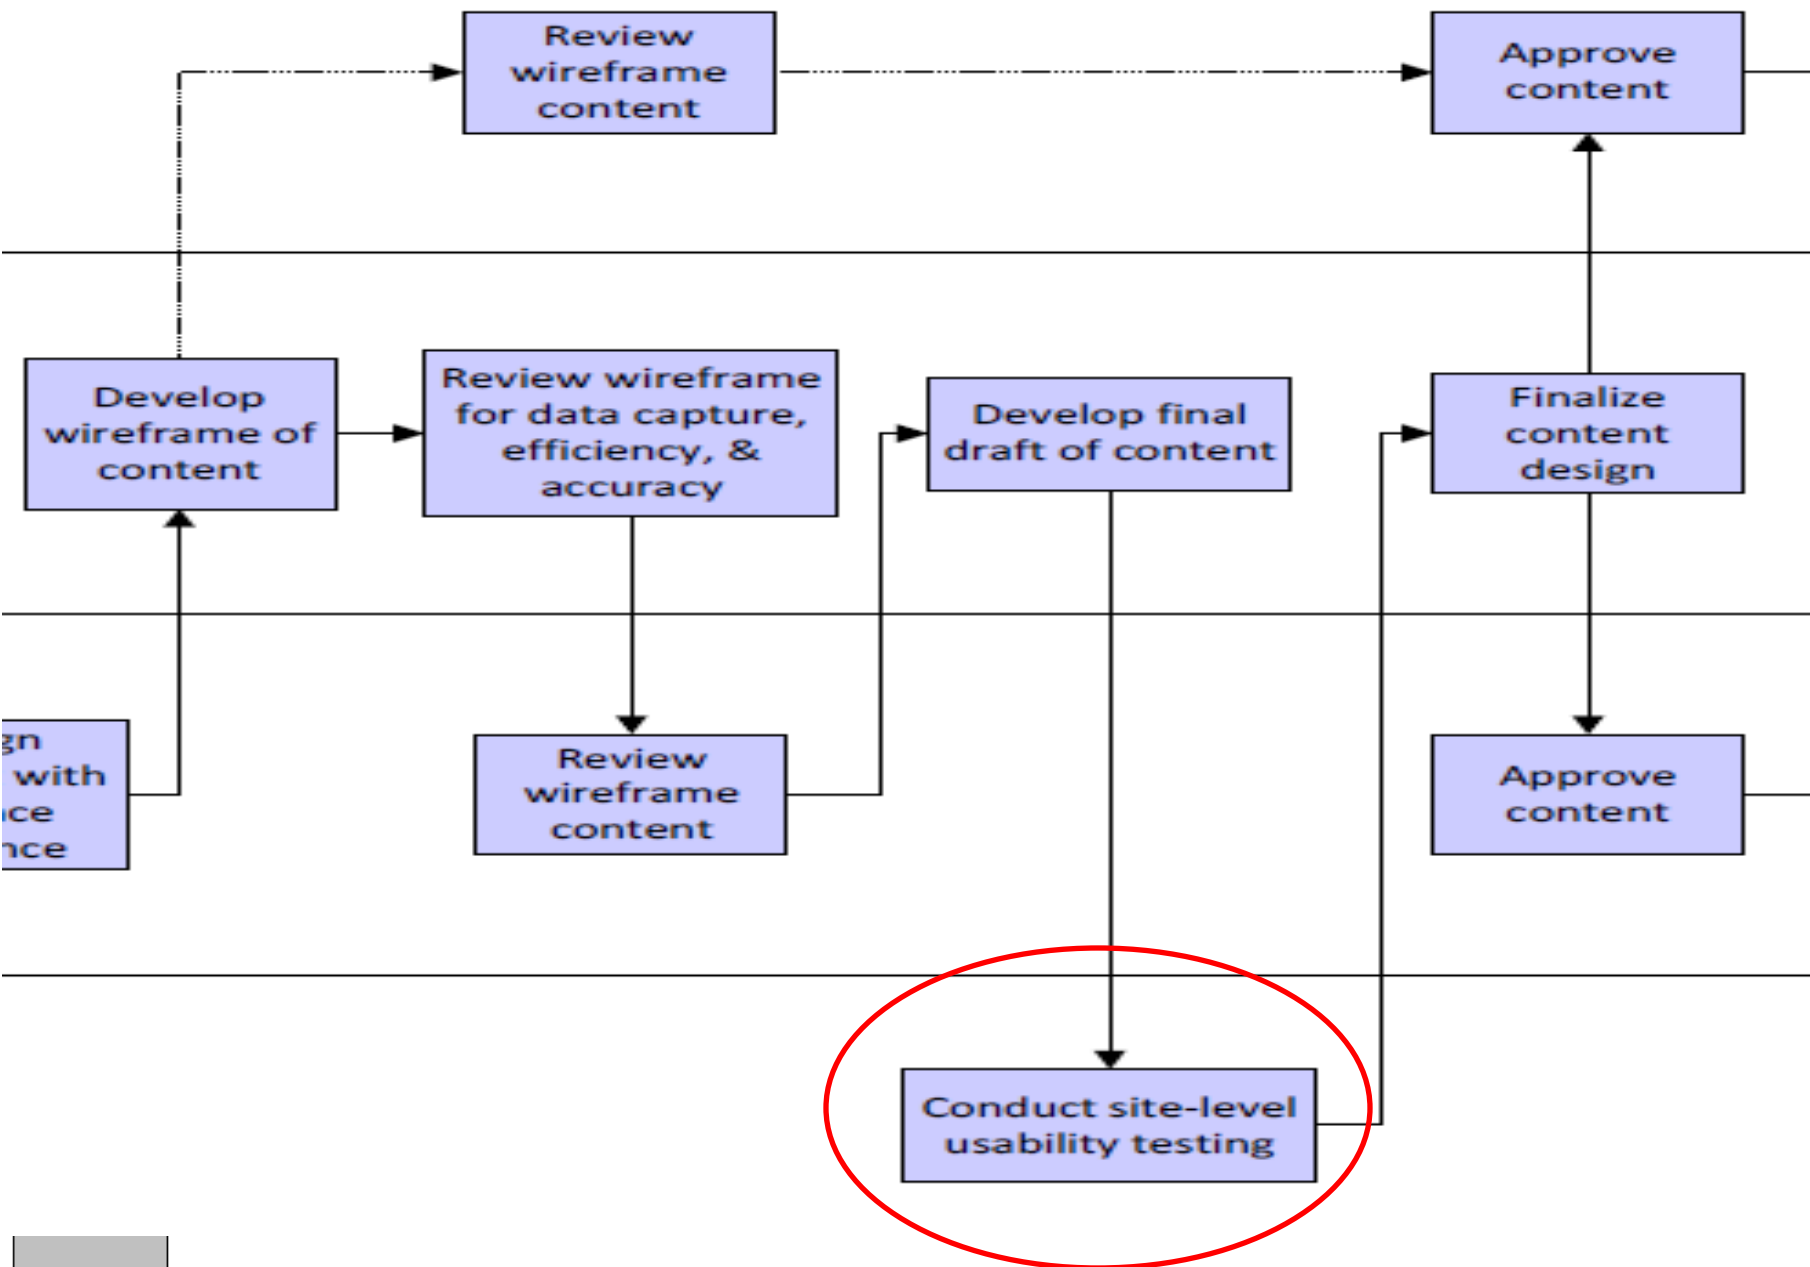 Review
wireframe
content
Approve
content
Develop
wireframe of
content
Review wireframe
for data capture,
efficiency, &
accuracy
Develop final
draft of content
Finalize
content
design
with
Review
wireframe
content
Approve
content
Conduct site-level
usability testing